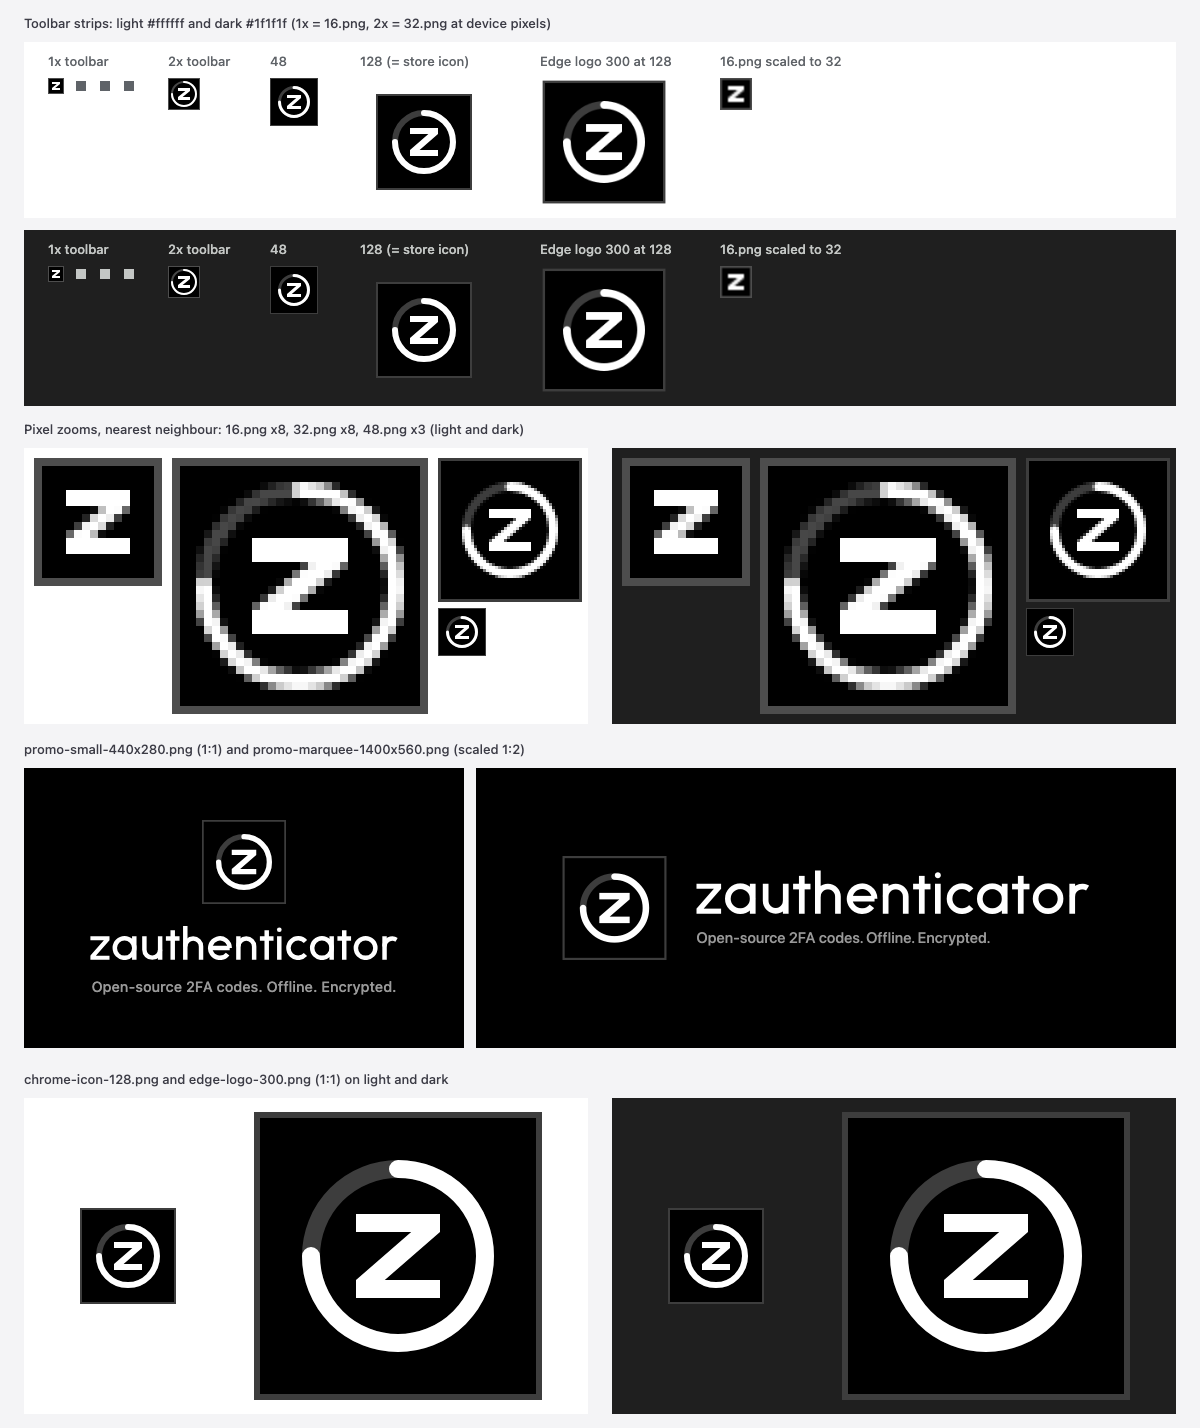 Toolbar strips: light #ffffff and dark #1f1f1f (1x = 16.png, 2x = 32.png at device pixels)
1x toolbar 2x toolbar 48 128 (= store icon) Edge logo 300 at 128 16.png scaled to 32
Z Z Z Z Z Z
1x toolbar 2x toolbar 48 128 (= store icon) Edge logo 300 at 128 16.png scaled to 32
Z Z Z Z Z Z
Pixel zooms, nearest neighbour: 16.png x8, 32.png x8, 48.png x3 (light and dark)
Z Z Z Z Z Z
Z Z
promo-small-440x280.png (1:1) and promo-marquee-1400x560.png (scaled 1:2)
Z
zauthenticator
Open-source 2FA codes. Offline. Encrypted.
Z
zauthenticator
Open-source 2FA codes. Offline. Encrypted.
chrome-icon-128.png and edge-logo-300.png (1:1) on light and dark
Z Z Z Z